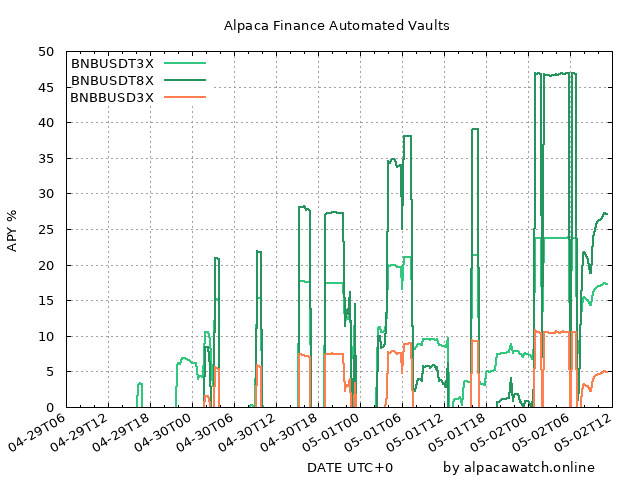 Alpaca Finance Automated Vaults
BNBUSDT3X
BNBUSDT8X
BNBBUSD3X
APY %
50
45
40
35
30
25
20
15
10
5
0
04-29T06
04-29T12
04-29T18
04-30T00
04-30T06
04-30T12
04-30T18
05-01T00
05-01T06
05-01T12
05-01T18
05-02T00
05-02T06
05-02T12
DATE UTC+0
by alpacawatch.online